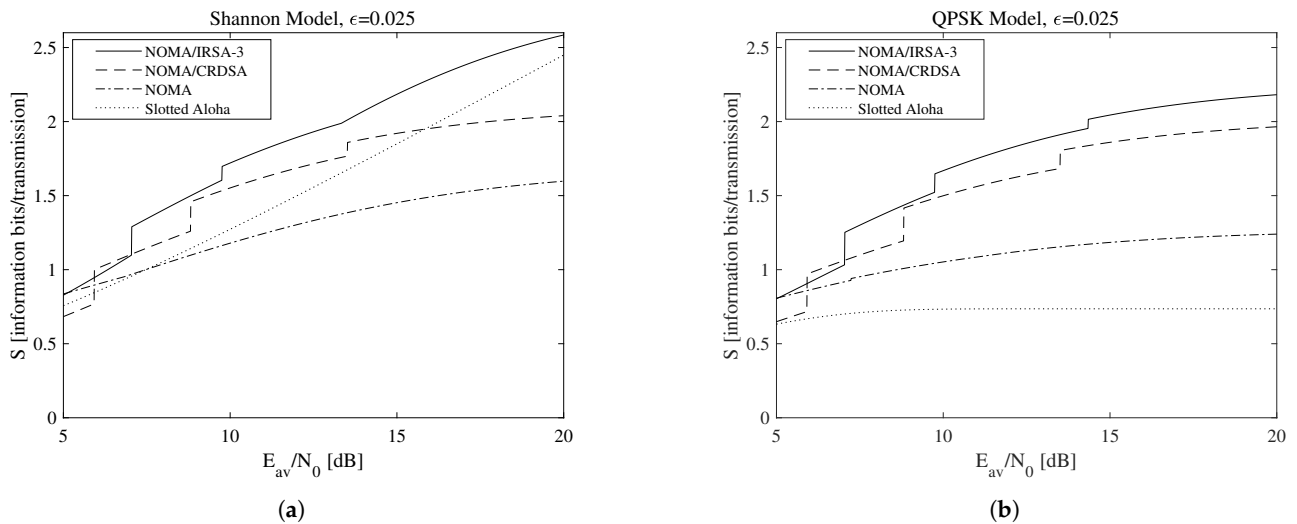 Shannon Model, ϵ=0.025
NOMA/IRSA-3
NOMA/CRDSA
NOMA
Slotted Aloha
2.5
2
1.5
1
0.5
0
S [information bits/transmission]
5
10
15
20
E_av/N_0 [dB]
(a)
QPSK Model, ϵ=0.025
NOMA/IRSA-3
NOMA/CRDSA
NOMA
Slotted Aloha
2.5
2
1.5
1
0.5
0
S [information bits/transmission]
5
10
15
20
E_av/N_0 [dB]
(b)